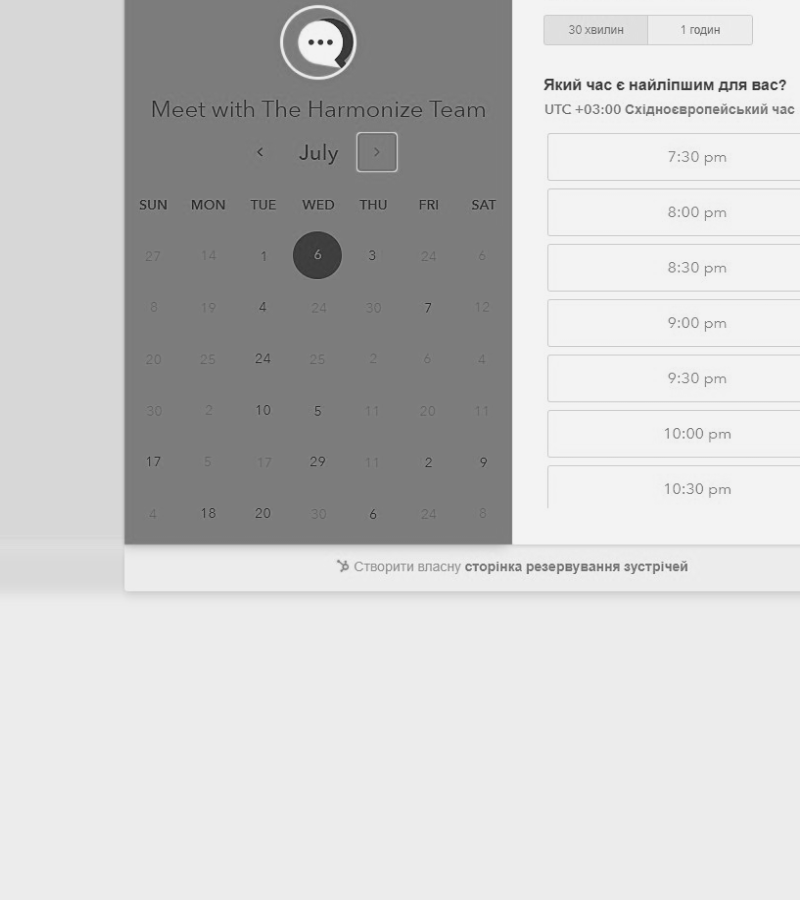 Meet with The Harmonize Team
July
SUN MON TUE WED THU FRI SAT
27 14 1 6 3 24 6
8 19 4 24 30 7 12
20 25 24 25 2 6 4
30 2 10 5 11 20 11
17 5 17 29 11 2 9
4 18 20 30 6 24 8
30 хвилин 1 годин
Який час є найліпшим для вас?
UTC +03:00 Східноєвропейський час
7:30 pm
8:00 pm
8:30 pm
9:00 pm
9:30 pm
10:00 pm
10:30 pm
Створити власну сторінка резервування зустрічей